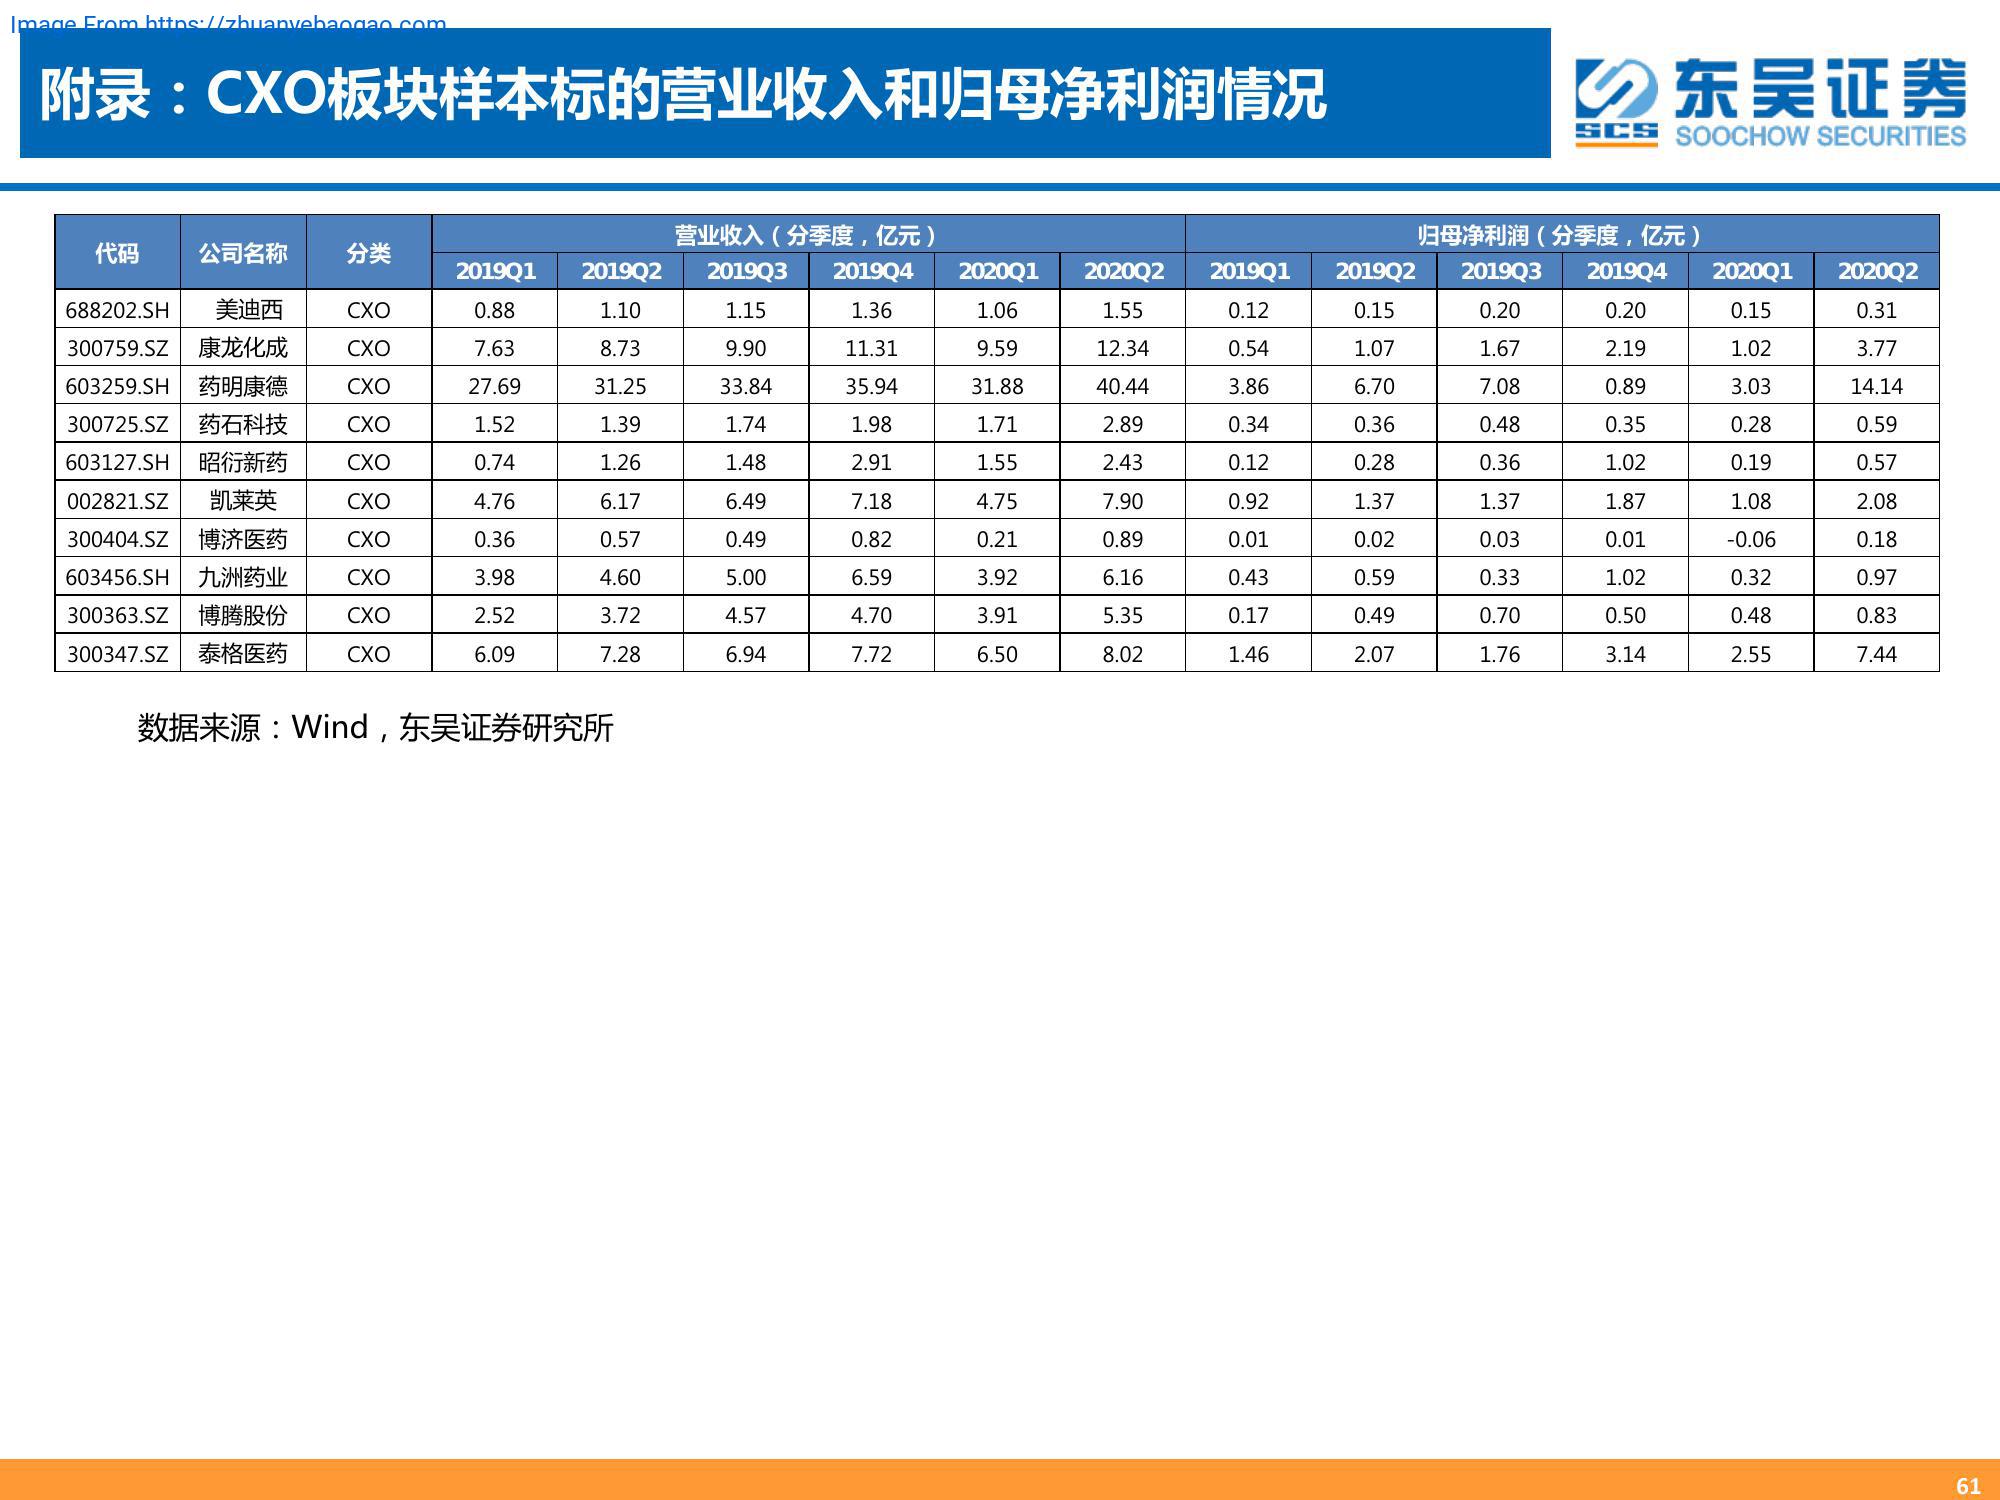 Image From https://zhuanyebaogao.com
附录：CXO板块样本标的营业收入和归母净利润情况
SCS
东吴证券
SOOCHOW SECURITIES
代码 公司名称 分类 营业收入（分季度，亿元） 归母净利润（分季度，亿元）
2019Q1 2019Q2 2019Q3 2019Q4 2020Q1 2020Q2 2019Q1 2019Q2 2019Q3 2019Q4 2020Q1 2020Q2
688202.SH 美迪西 CXO 0.88 1.10 1.15 1.36 1.06 1.55 0.12 0.15 0.20 0.20 0.15 0.31
300759.SZ 康龙化成 CXO 7.63 8.73 9.90 11.31 9.59 12.34 0.54 1.07 1.67 2.19 1.02 3.77
603259.SH 药明康德 CXO 27.69 31.25 33.84 35.94 31.88 40.44 3.86 6.70 7.08 0.89 3.03 14.14
300725.SZ 药石科技 CXO 1.52 1.39 1.74 1.98 1.71 2.89 0.34 0.36 0.48 0.35 0.28 0.59
603127.SH 昭衍新药 CXO 0.74 1.26 1.48 2.91 1.55 2.43 0.12 0.28 0.36 1.02 0.19 0.57
002821.SZ 凯莱英 CXO 4.76 6.17 6.49 7.18 4.75 7.90 0.92 1.37 1.37 1.87 1.08 2.08
300404.SZ 博济医药 CXO 0.36 0.57 0.49 0.82 0.21 0.89 0.01 0.02 0.03 0.01 -0.06 0.18
603456.SH 九洲药业 CXO 3.98 4.60 5.00 6.59 3.92 6.16 0.43 0.59 0.33 1.02 0.32 0.97
300363.SZ 博腾股份 CXO 2.52 3.72 4.57 4.70 3.91 5.35 0.17 0.49 0.70 0.50 0.48 0.83
300347.SZ 泰格医药 CXO 6.09 7.28 6.94 7.72 6.50 8.02 1.46 2.07 1.76 3.14 2.55 7.44
数据来源：Wind，东吴证券研究所
61